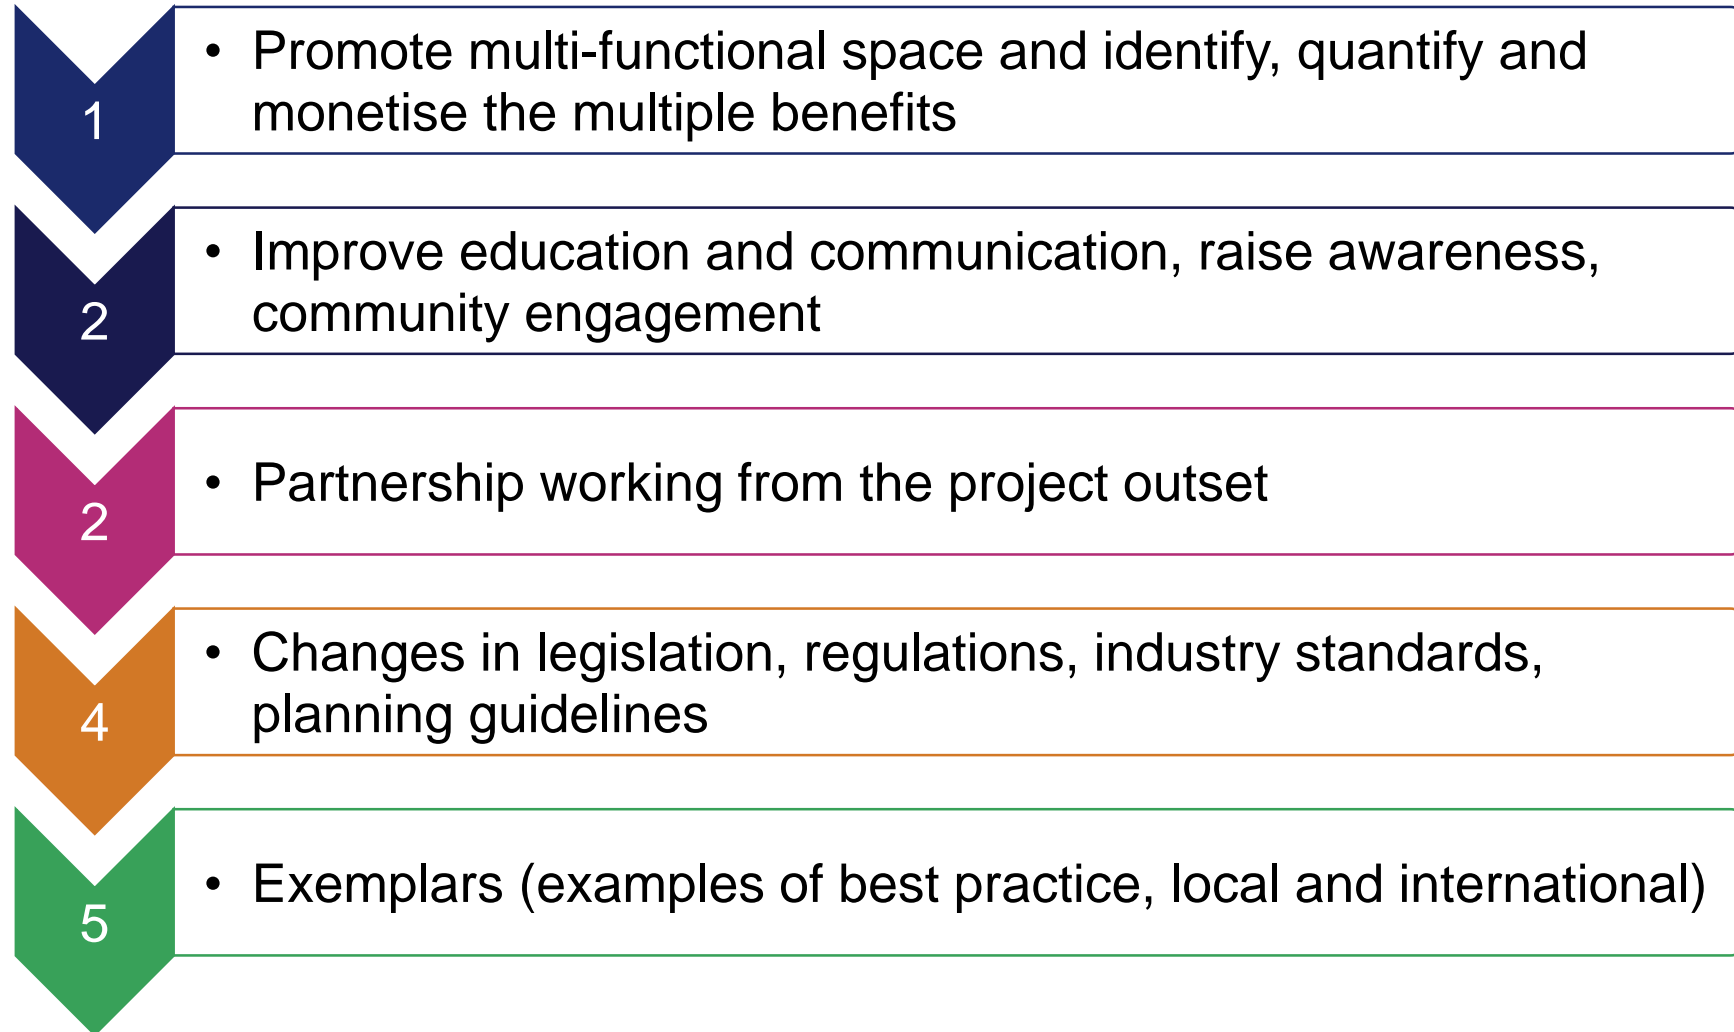 1
• Promote multi-functional space and identify, quantify and
monetise the multiple benefits
2
• Improve education and communication, raise awareness,
community engagement
2
• Partnership working from the project outset
4
• Changes in legislation, regulations, industry standards,
planning guidelines
5
• Exemplars (examples of best practice, local and international)